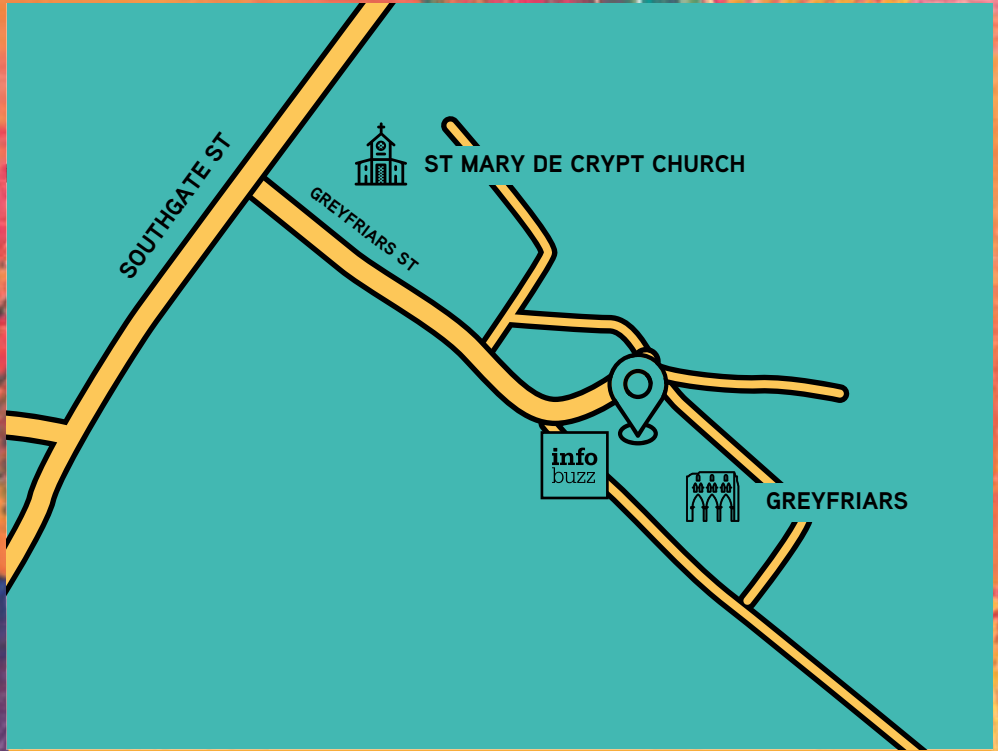 SOUTHGATE ST
ST MARY DE CRYPT CHURCH
GREYFRIARS ST
info
buzz
GREYFRIARS